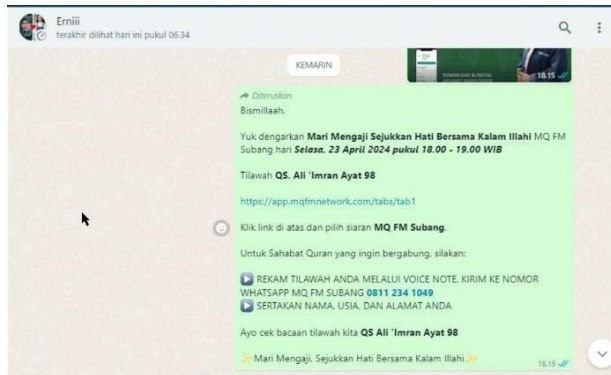 Erniii
terakhir dilihat hari ini pukul 06.34
KEMARIN
DOWNLOAD & INSTAL
18.15
Diteruskan
Bismillaah.
Yuk dengarkan Mari Mengaji Sejukkan Hati Bersama Kalam Illahi MQ FM
Subang hari Selasa, 23 April 2024 pukul 18.00 - 19.00 WIB
Tilawah QS. Ali 'Imran Ayat 98
https://app.mqfmnetwork.com/tabs/tab1
Klik link di atas dan pilih siaran MQ FM Subang.
Untuk Sahabat Quran yang ingin bergabung, silakan:
REKAM TILAWAH ANDA MELALUI VOICE NOTE, KIRIM KE NOMOR
WHATSAPP MQ FM SUBANG 0811 234 1049
SERTAKAN NAMA, USIA, DAN ALAMAT ANDA
Ayo cek bacaan tilawah kita QS Ali 'Imran Ayat 98
Mari Mengaji, Sejukkan Hati Bersama Kalam Illahi
18.15